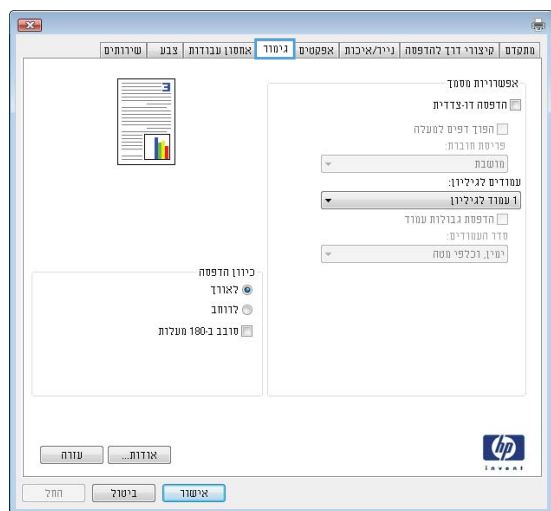 מתקדם
קיצורי דרך להדפסה
נייר/איכות
אפקטים
גימור
אחסון עבודות
צבע
שירותים
אפשרויות מסמך
הדפסה דו-צדדית
הפוך דפים למעלה
פריסת חוברת:
מושבת
עמודים לגיליון:
1 עמוד לגיליון
הדפסת גבולות עמוד
סדר העמודים:
ימין, וכלפי מטה
כיוון הדפסה
לאורך
לרוחב
סובב ב-180 מעלות
hp
invent
אודות...
עזרה
אישור
ביטול
החל